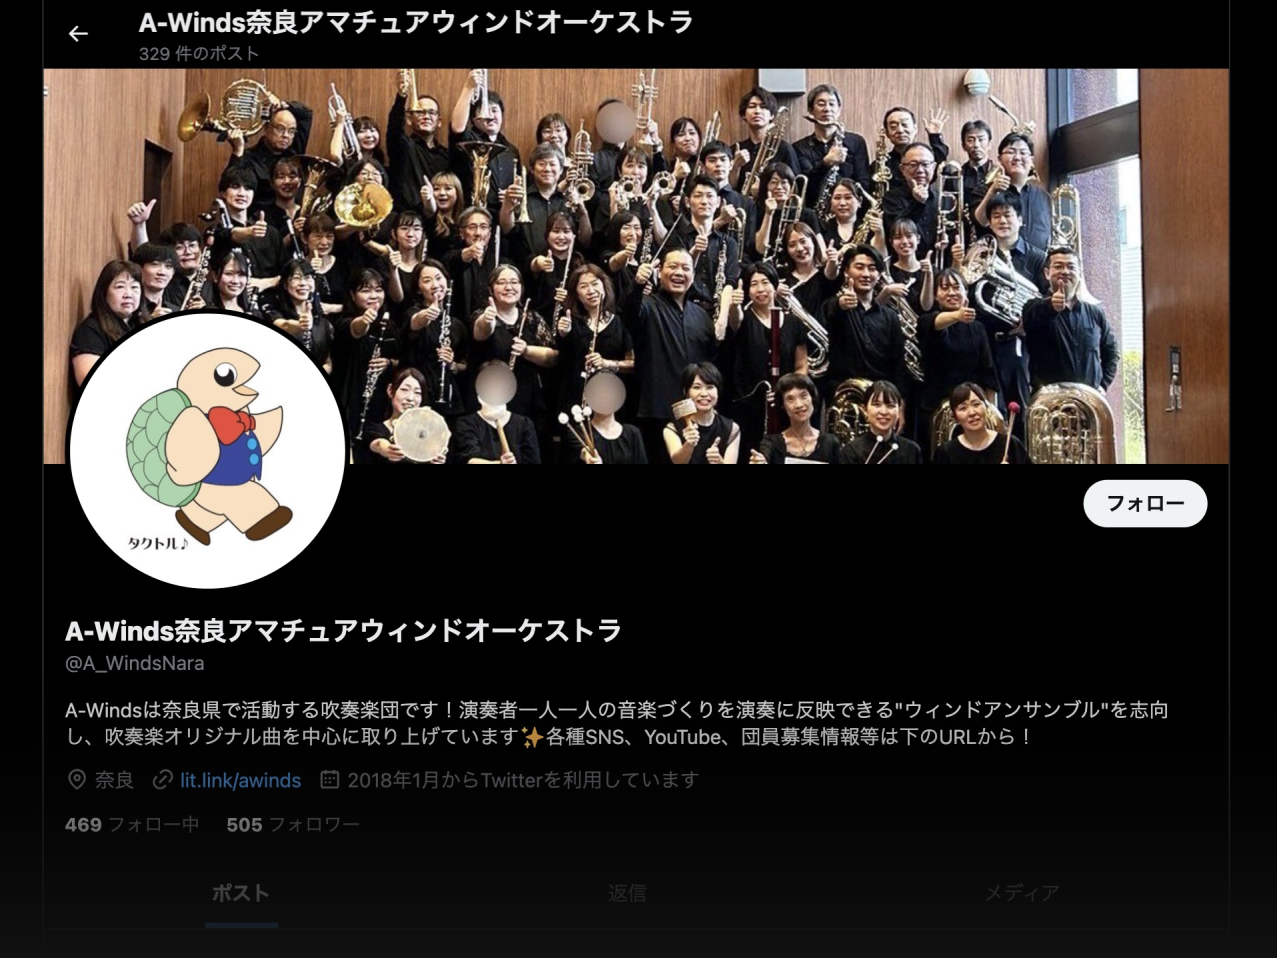 A-Winds奈良アマチュアウィンドオーケストラ
329 件のポスト
タクトル♪
フォロー
A-Winds奈良アマチュアウィンドオーケストラ
@A_WindsNara
A-Windsは奈良県で活動する吹奏楽団です！演奏者一人一人の音楽づくりを演奏に反映できる"ウィンドアンサンブル"を志向
し、吹奏楽オリジナル曲を中心に取り上げています✨各種SNS、YouTube、団員募集情報等は下のURLから！
奈良 lit.link/awinds 2018年1月からTwitterを利用しています
469 フォロー中 505 フォロワー
ポスト 返信 メディア